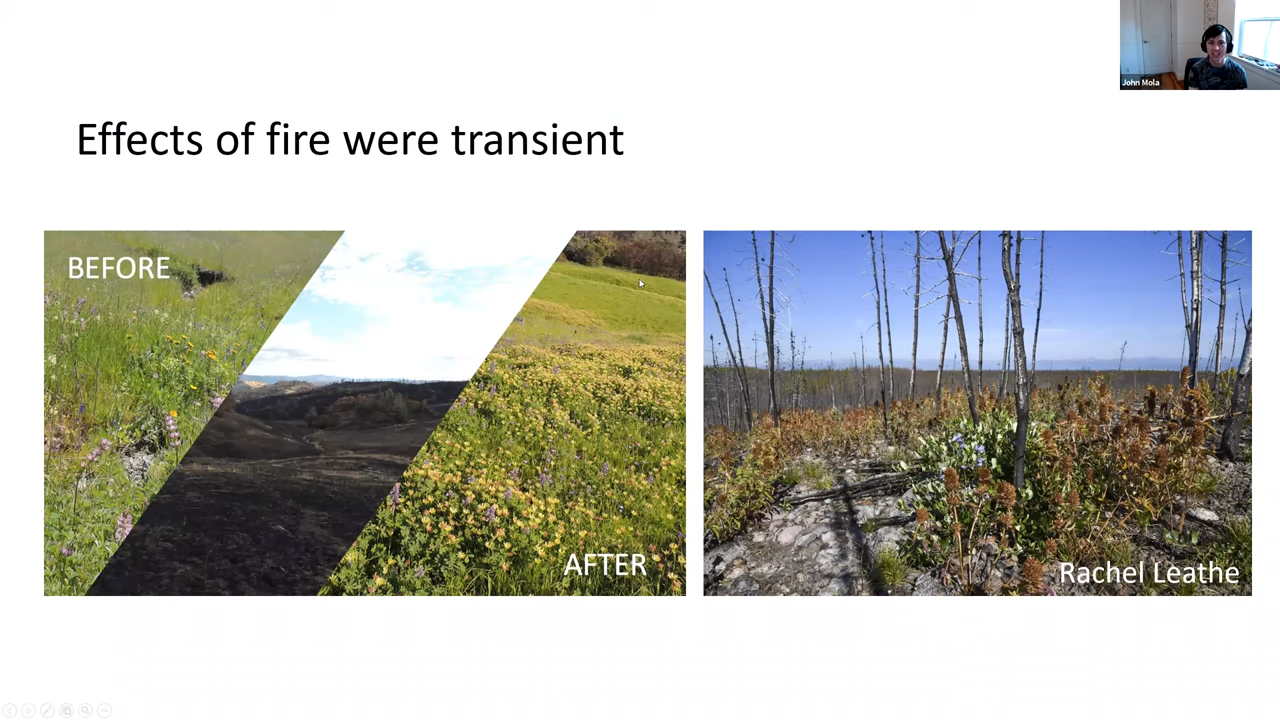 John Mola
Effects of fire were transient
BEFORE
AFTER
Rachel Leathe